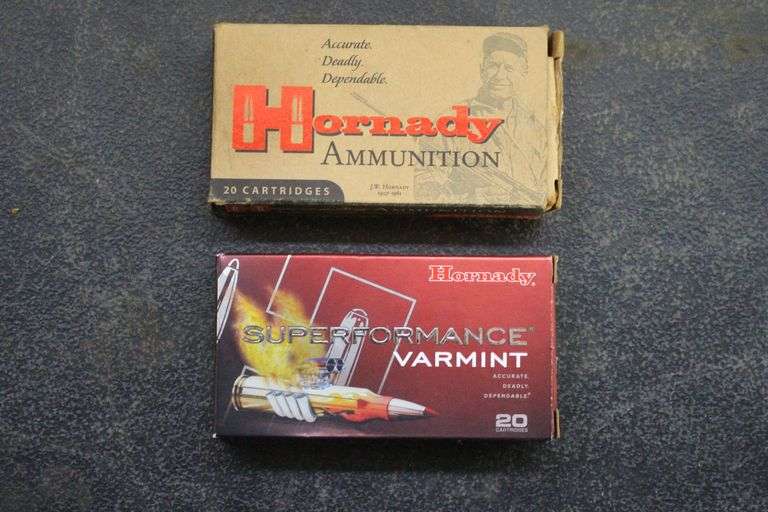 Accurate.
Deadly.
Dependable.
Hornady
AMMUNITION
20 CARTRIDGES
J.W. HORNADY
Hornady
SUPERFORMANCE
VARMINT
ACCURATE.
DEADLY.
DEPENDABLE.
20
CARTRIDGES